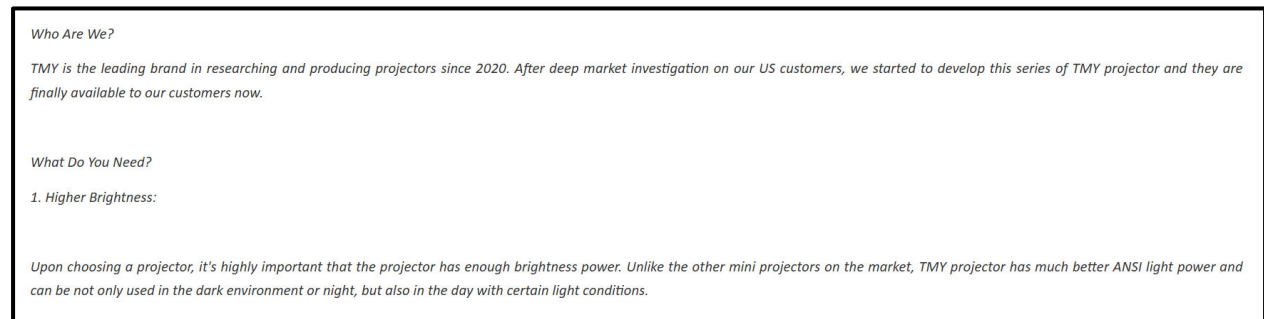 Who Are We?
TMY is the leading brand in researching and producing projectors since 2020. After deep market investigation on our US customers, we started to develop this series of TMY projector and they are
finally available to our customers now.
What Do You Need?
1. Higher Brightness:
Upon choosing a projector, it's highly important that the projector has enough brightness power. Unlike the other mini projectors on the market, TMY projector has much better ANSI light power and
can be not only used in the dark environment or night, but also in the day with certain light conditions.